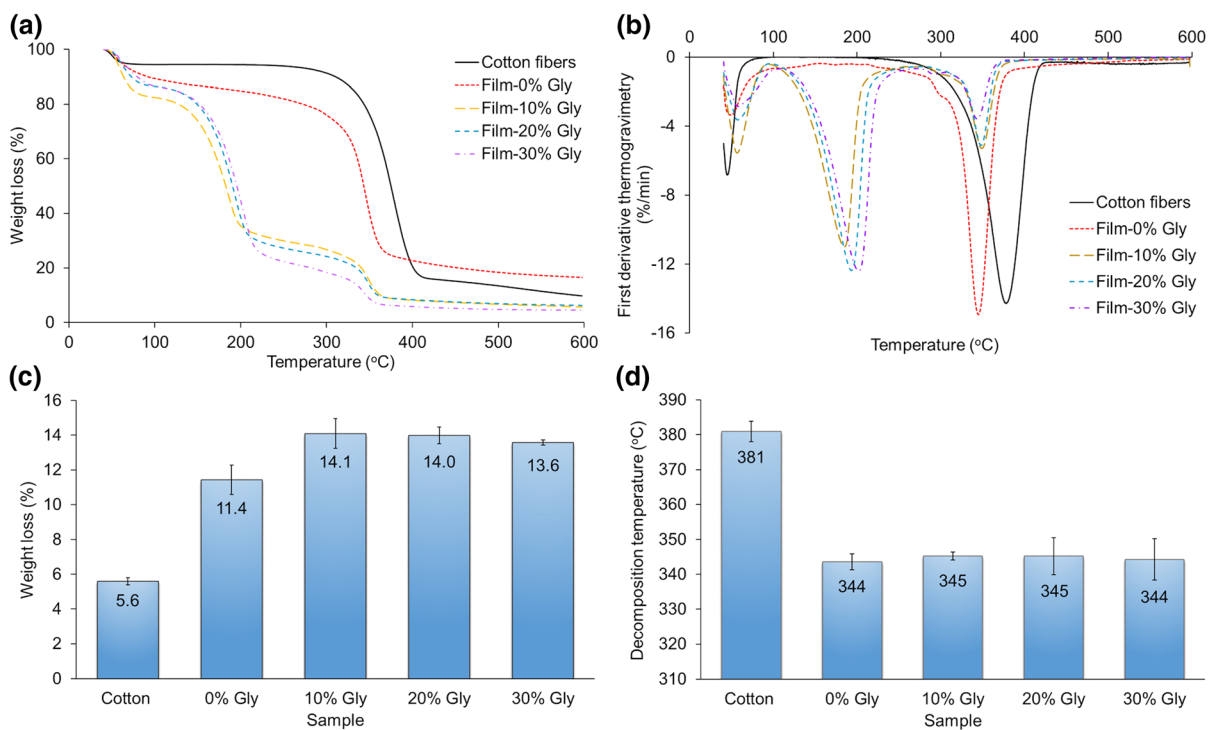 (a)
100
80
60
40
20
0
Weight loss (%)
0 100 200 300 400 500 600
Temperature (°C)
Cotton fibers
Film-0% Gly
Film-10% Gly
Film-20% Gly
Film-30% Gly
(b)
0 100 200 300 400 500 600
0
-4
-8
-12
-16
First derivative thermogravimetry
(%/min)
Temperature (°C)
Cotton fibers
Film-0% Gly
Film-10% Gly
Film-20% Gly
Film-30% Gly
(c)
16
14
12
10
8
6
4
2
0
Weight loss (%)
5.6
11.4
14.1
14.0
13.6
Cotton 0% Gly 10% Gly 20% Gly 30% Gly
Sample
(d)
390
380
370
360
350
340
330
320
310
Decomposition temperature (°C)
381
344
345
345
344
Cotton 0% Gly 10% Gly 20% Gly 30% Gly
Sample